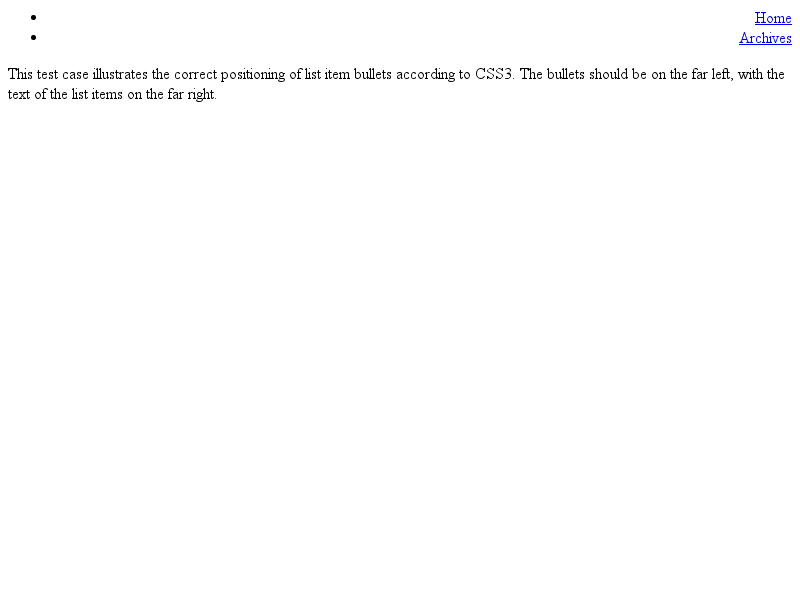 Home
Archives
This test case illustrates the correct positioning of list item bullets according to CSS3. The bullets should be on the far left, with the
text of the list items on the far right.